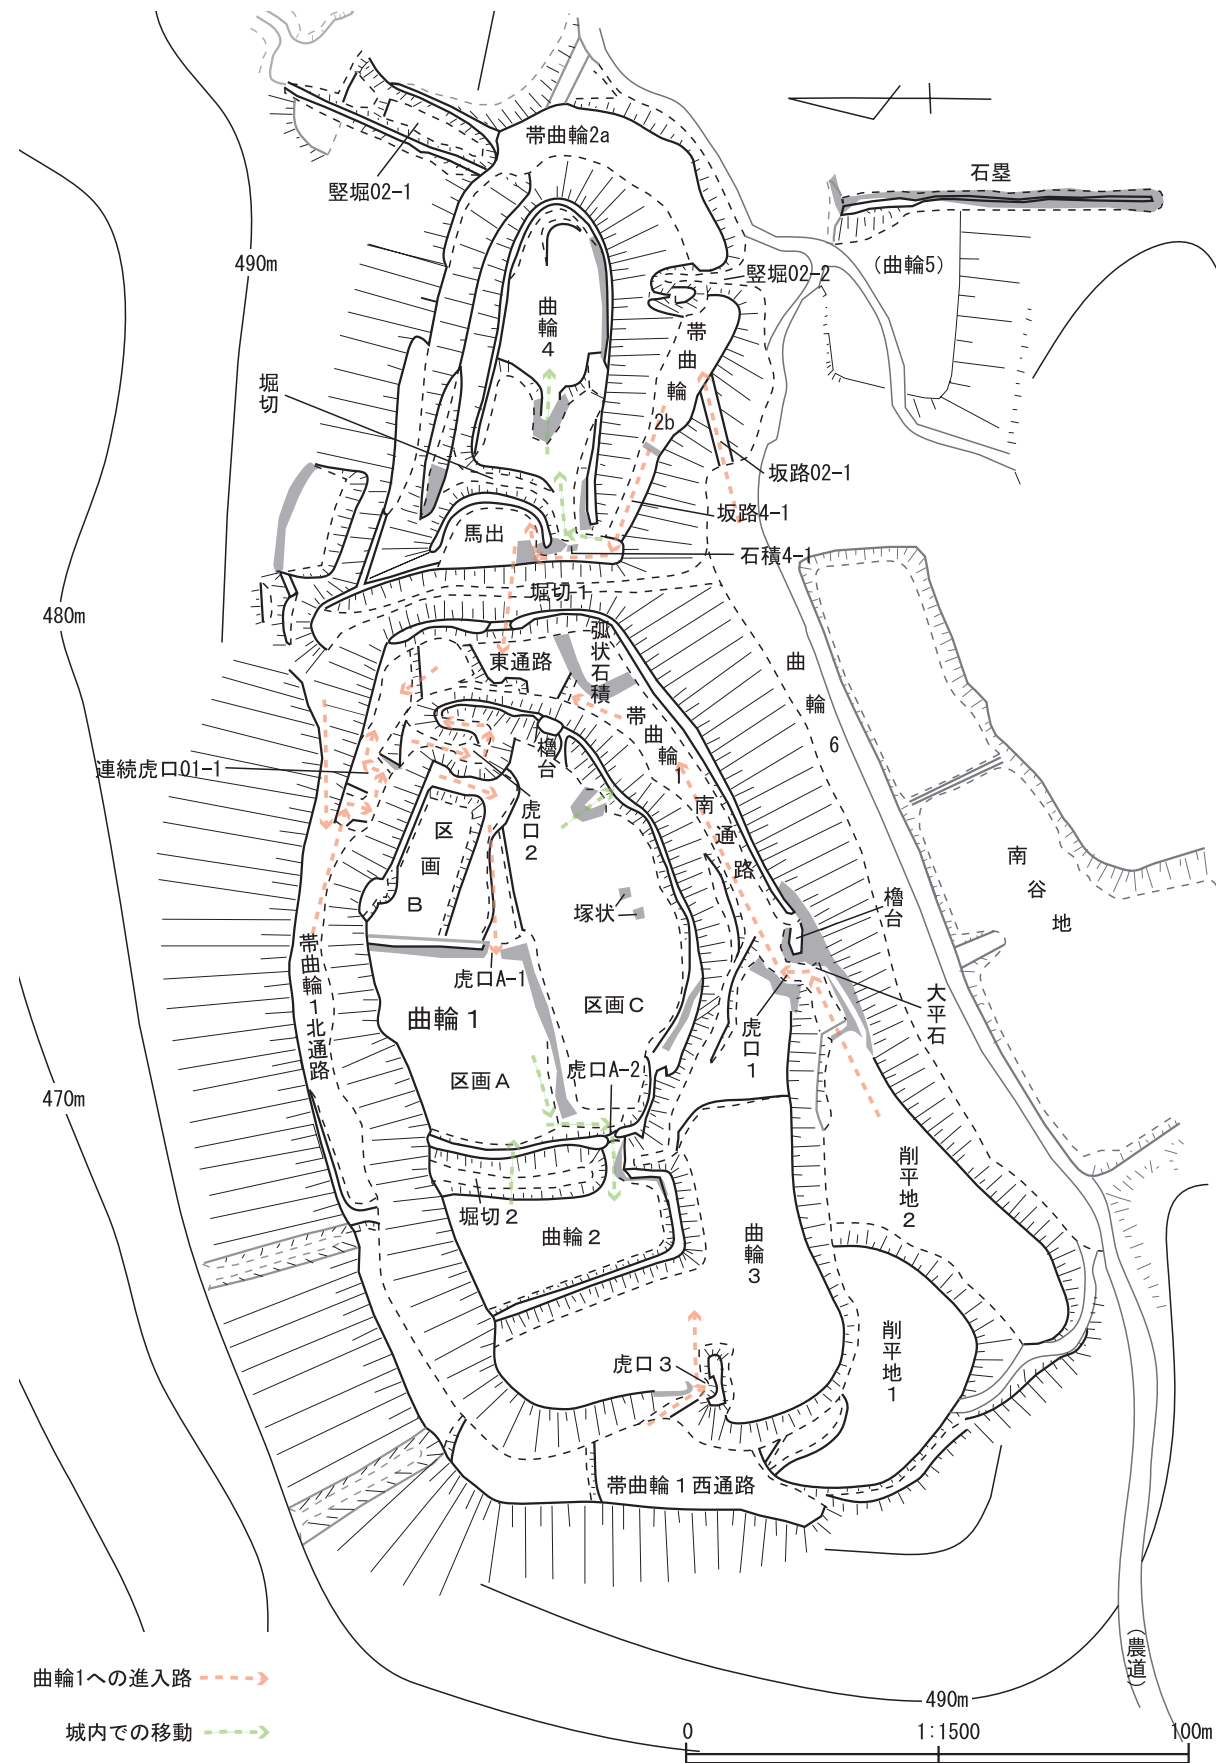 帯曲輪2a
石塁
竪堀02-1
490m
竪堀02-2
（曲輪5）
曲輪4
帯曲輪2b
堀切
坂路02-1
坂路4-1
馬出
石積4-1
堀切1
480m
弧状石積
東通路
曲輪6
帯曲輪1南通路
櫓台
連続虎口01-1
虎口2
区画B
南谷地
塚状
櫓台
帯曲輪1北通路
虎口A-1
区画C
大平石
曲輪1
虎口1
区画A
虎口A-2
470m
削平地2
堀切2
曲輪2
曲輪3
削平地1
虎口3
帯曲輪1西通路
（農道）
曲輪1への進入路
490m
城内での移動
0
1:1500
100m